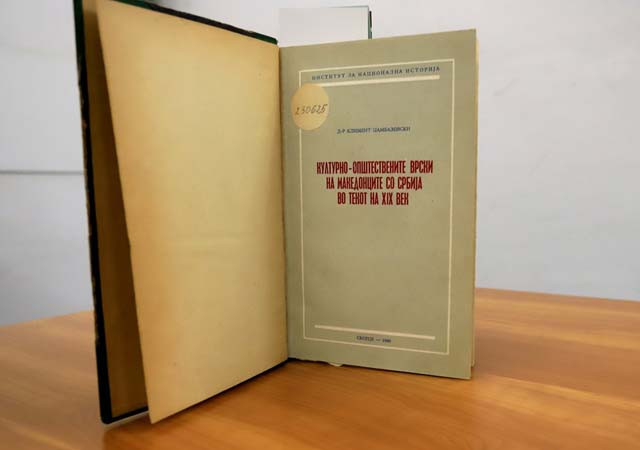 ИНСТИТУТ ЗА НАЦИОНАЛНА ИСТОРИЈА
230625
Д-Р КЛИМЕНТ ЏАМБАЗОВСКИ
КУЛТУРНО-ОПШТЕСТВЕНИТЕ ВРСКИ
НА МАКЕДОНЦИТЕ СО СРБИЈА
ВО ТЕКОТ НА XIX ВЕК
СКОПЈЕ —